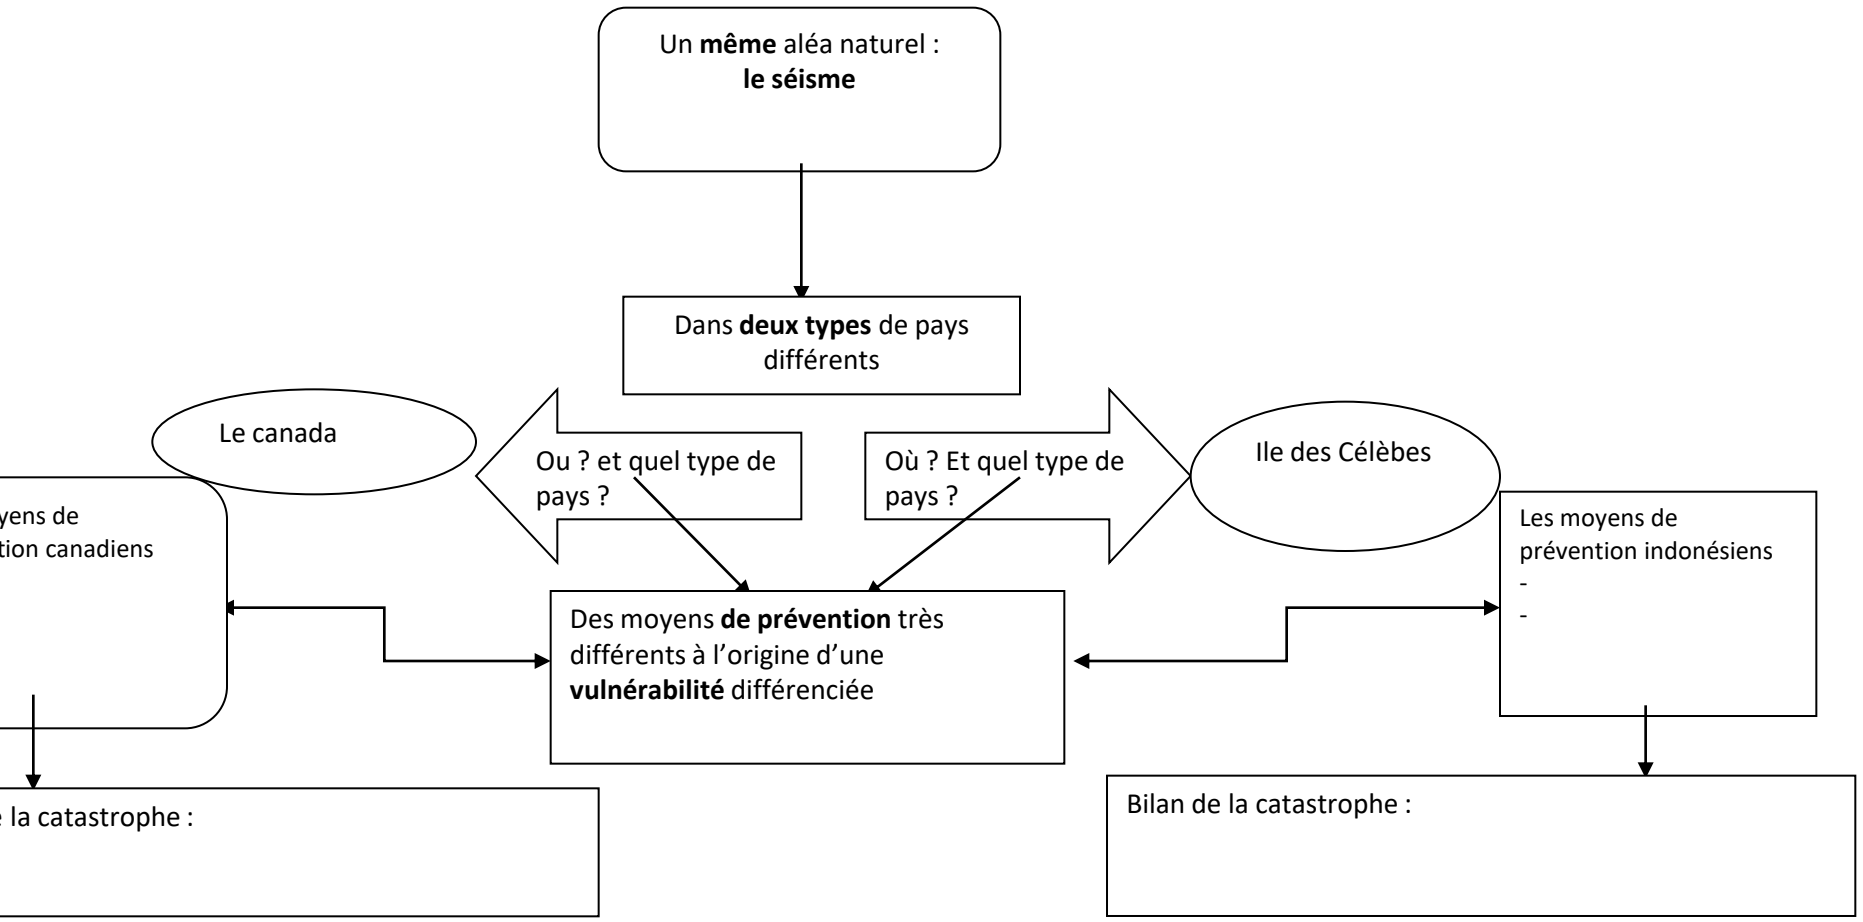 Un même aléa naturel :
le séisme
Dans deux types de pays
différents
Le canada
Ou ? et quel type de
pays ?
Où ? Et quel type de
pays ?
Ile des Célèbes
de
canadiens
Les moyens de
prévention indonésiens
-
-
Des moyens de prévention très
différents à l’origine d’une
vulnérabilité différenciée
la catastrophe :
Bilan de la catastrophe :